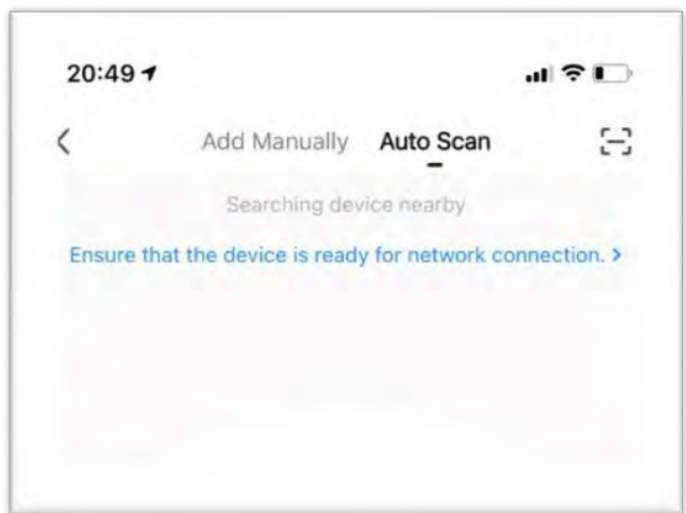 20:49
Add Manually Auto Scan
Searching device nearby
Ensure that the device is ready for network connection. >